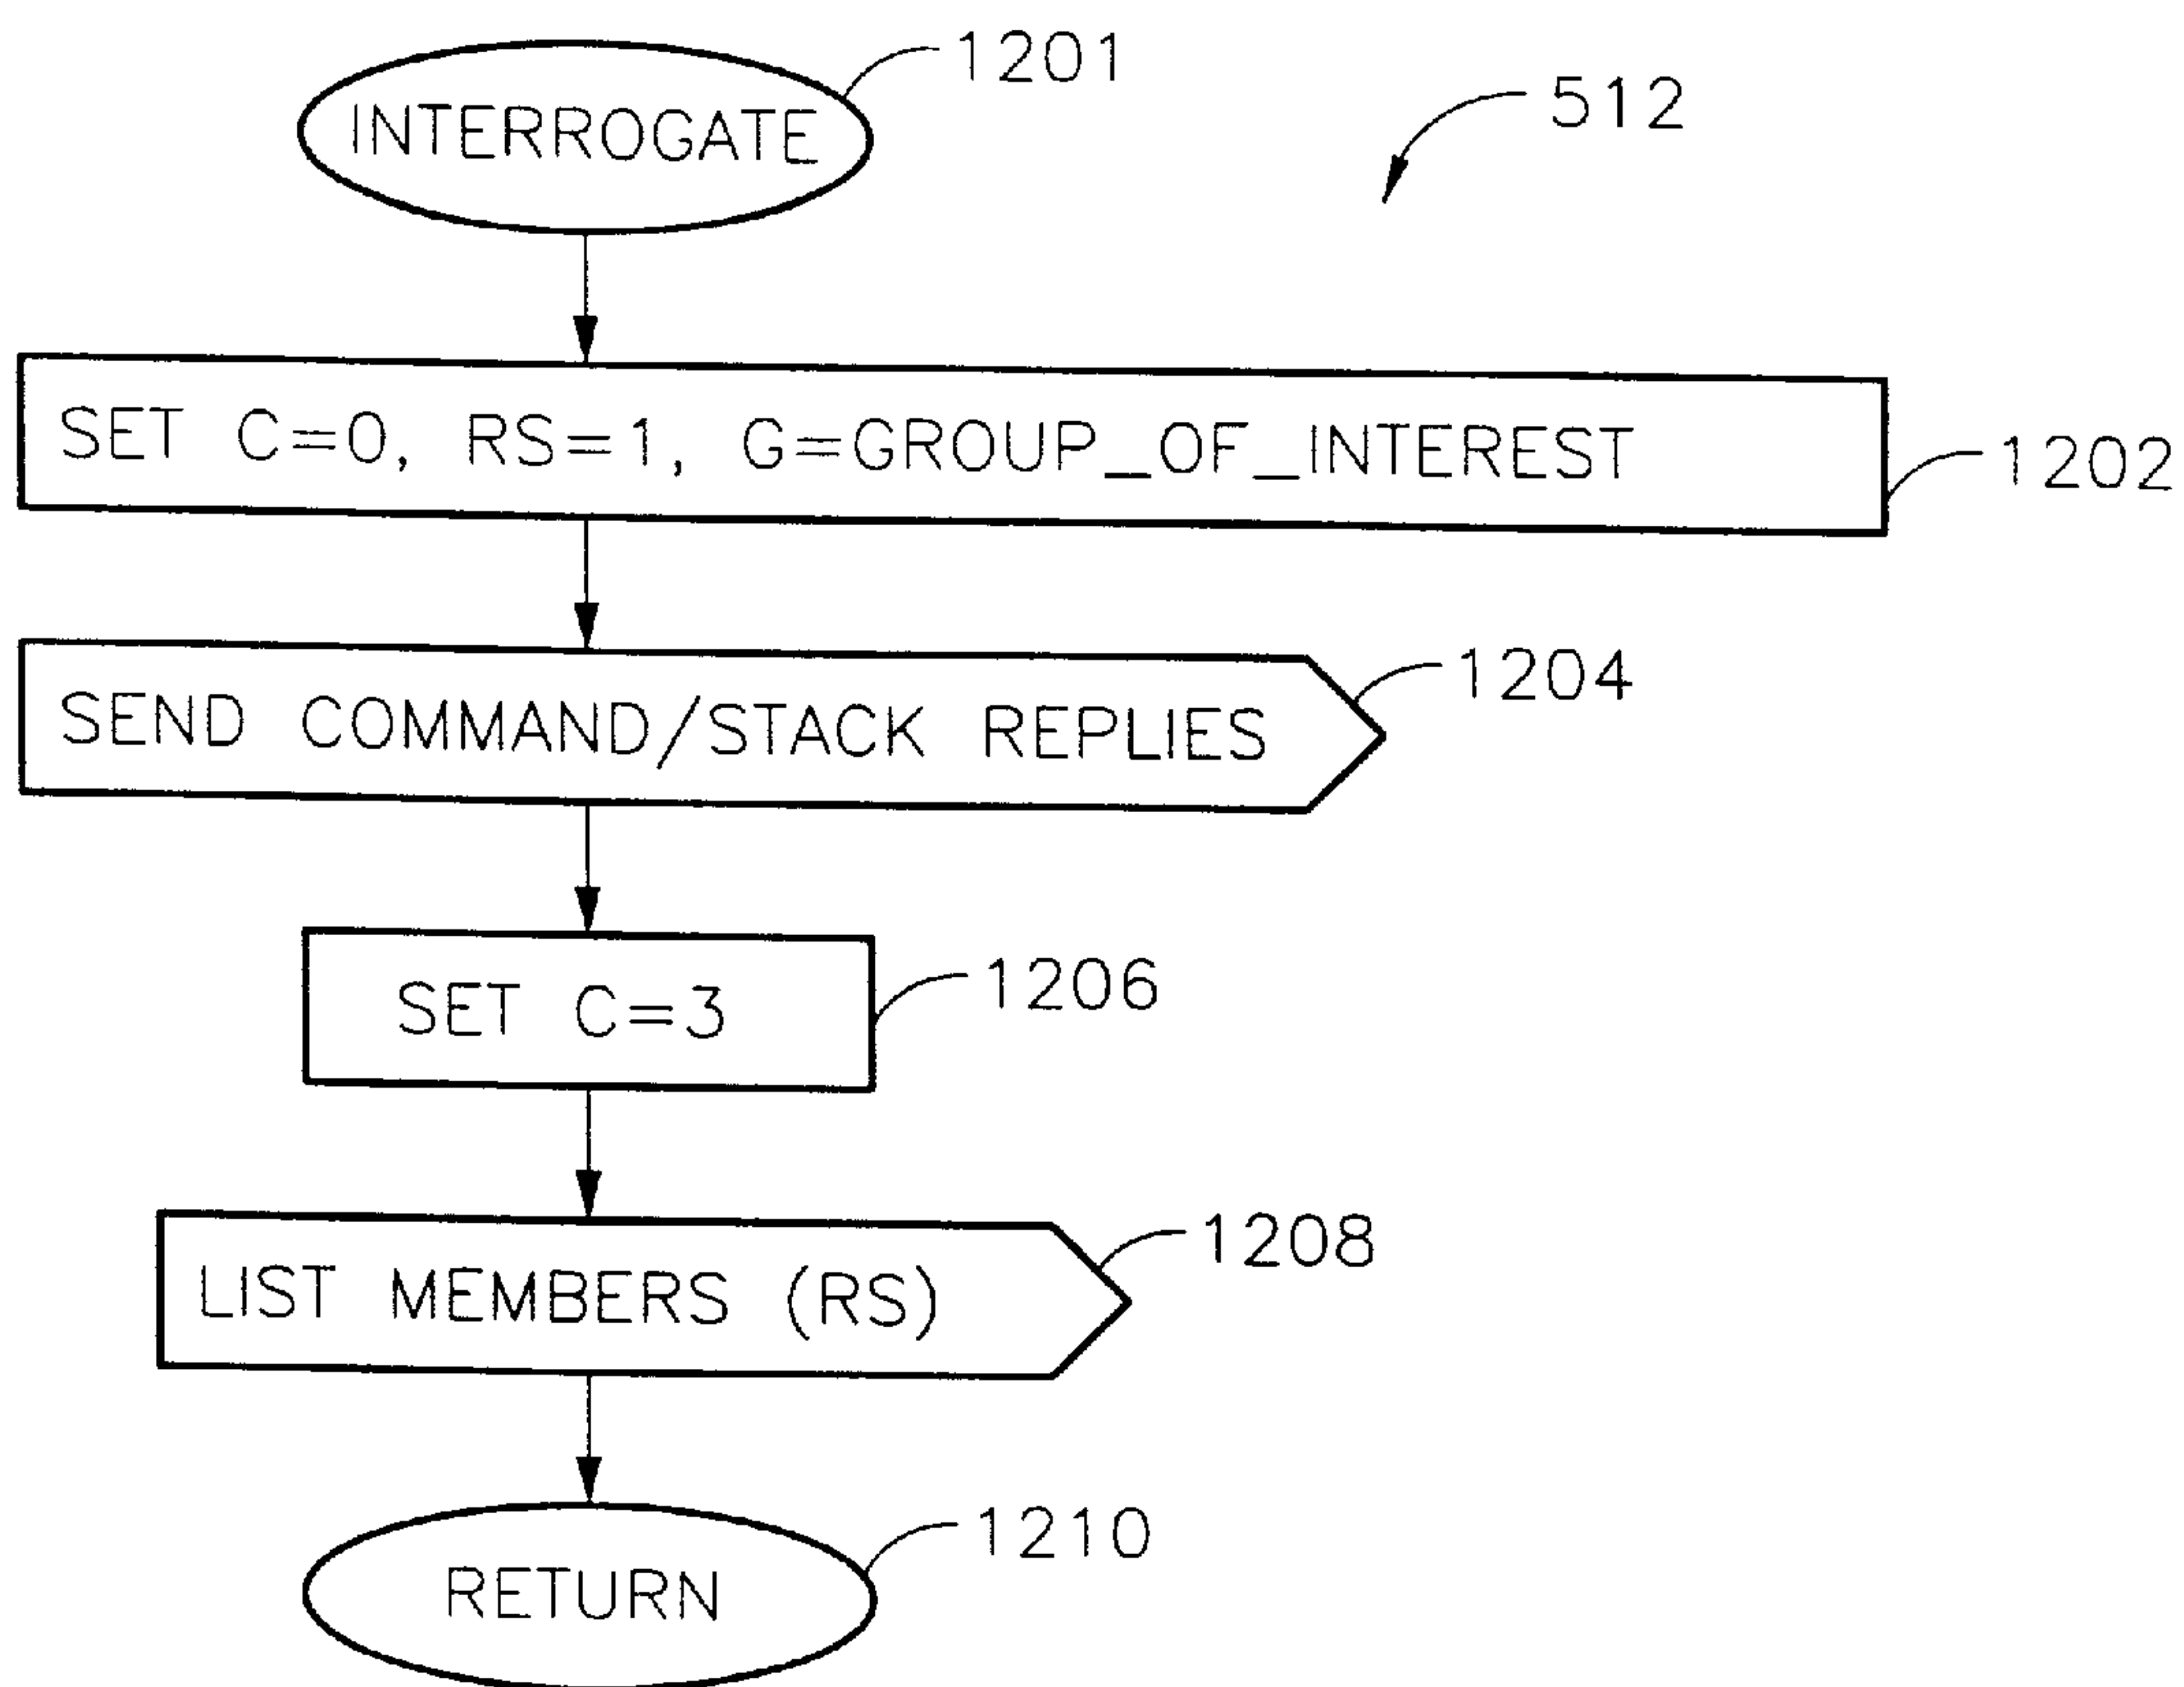 INTERROGATE
1201
512
SET C=0, RS=1, G=GROUP_OF_INTEREST
1202
SEND COMMAND/STACK REPLIES
1204
SET C=3
1206
LIST MEMBERS (RS)
1208
RETURN
1210